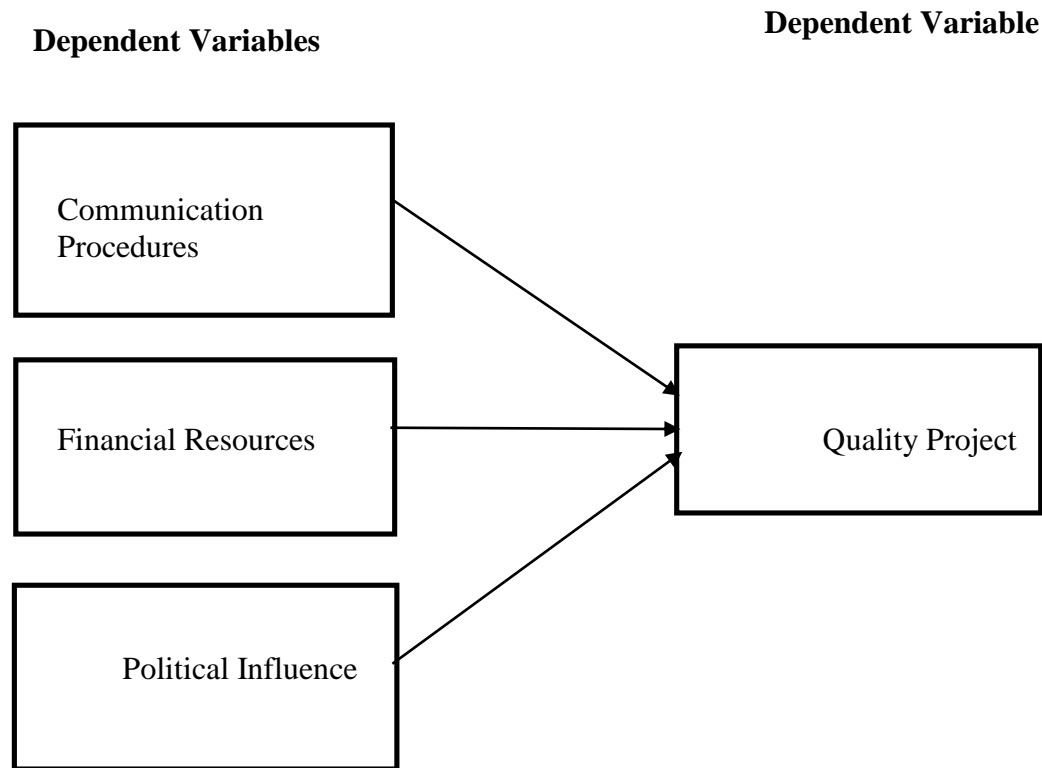 Dependent Variables
Dependent Variable
Communication
Procedures
Financial Resources
Quality Project
Political Influence